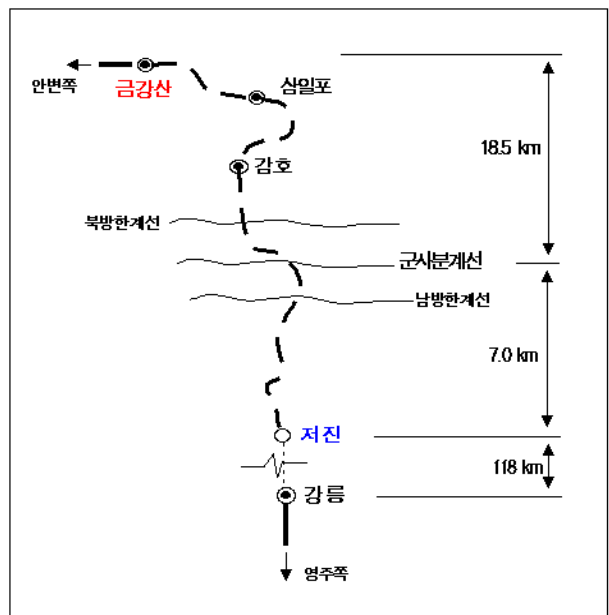 안변쪽
금강산
삼일포
18.5 km
감호
북방한계선
군사분계선
남방한계선
7.0 km
저진
118 km
강릉
영주쪽